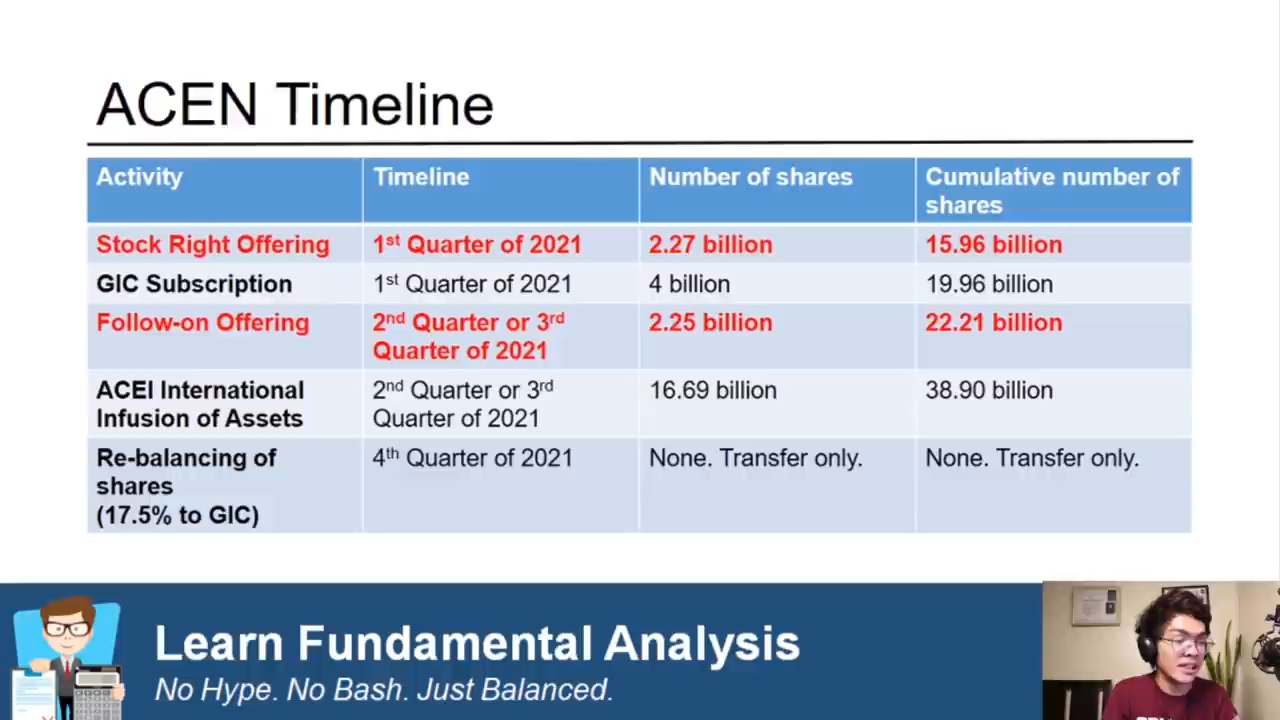 ACEN Timeline
Activity
Timeline
Number of shares
Cumulative number of
shares
Stock Right Offering
1st Quarter of 2021
2.27 billion
15.96 billion
GIC Subscription
1st Quarter of 2021
4 billion
19.96 billion
Follow-on Offering
2nd Quarter or 3rd
Quarter of 2021
2.25 billion
22.21 billion
ACEI International
Infusion of Assets
2nd Quarter or 3rd
Quarter of 2021
16.69 billion
38.90 billion
Re-balancing of
shares
(17.5% to GIC)
4th Quarter of 2021
None. Transfer only.
None. Transfer only.
Learn Fundamental Analysis
No Hype. No Bash. Just Balanced.